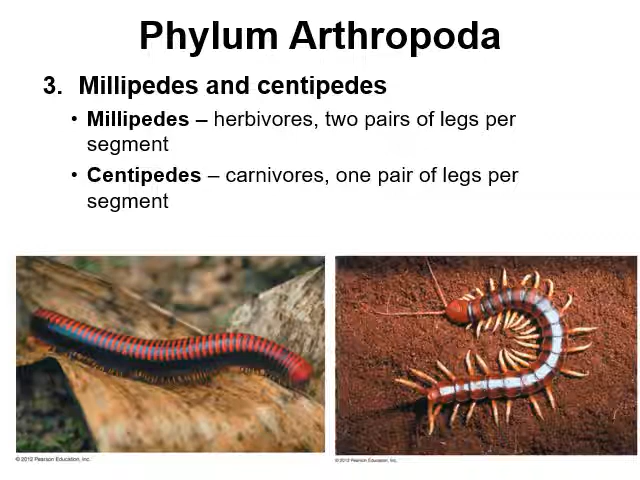 Phylum Arthropoda
3. Millipedes and centipedes
• Millipedes – herbivores, two pairs of legs per
segment
• Centipedes – carnivores, one pair of legs per
segment
© 2012 Pearson Education, Inc.
© 2012 Pearson Education, Inc.